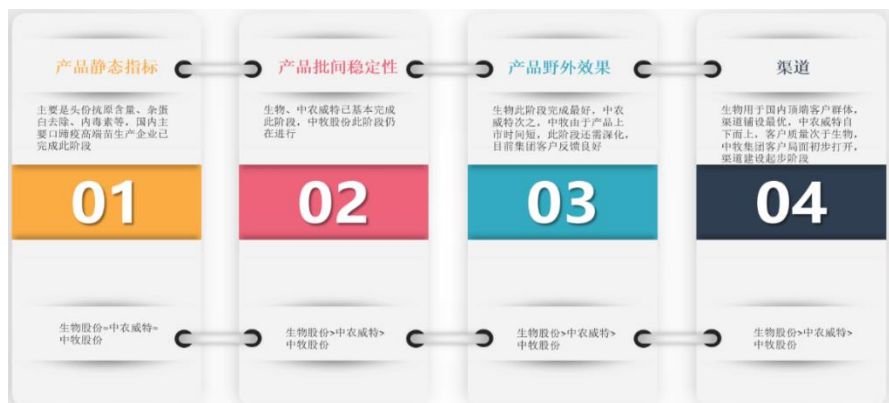 产品静态指标
主要是头份抗原含量、杂蛋
白去除、内毒素等，国内主
要口蹄疫高端苗生产企业已
完成此阶段
01
生物股份≈中农威特≈
中牧股份
产品批间稳定性
生物、中农威特已基本完成
此阶段，中牧股份此阶段仍
在进行
02
生物股份>中农威特>
中牧股份
产品野外效果
生物此阶段完成最好，中农
威特次之，中牧由于产品上
市时间短，此阶段还需深化，
目前集团客户反馈良好
03
生物股份>中农威特>
中牧股份
渠道
生物用于国内顶端客户群体，
渠道铺设最优，中农威特自
下而上，客户质量次于生物，
中牧集团客户局面初步打开，
渠道建设起步阶段
04
生物股份>中农威特>
中牧股份